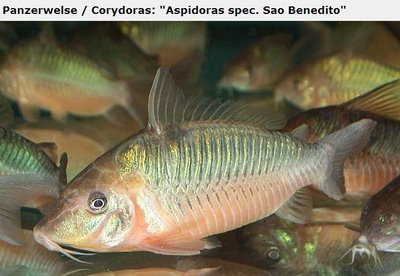 Panzerwelse / Corydoras: "Aspidoras spec. Sao Benedito"